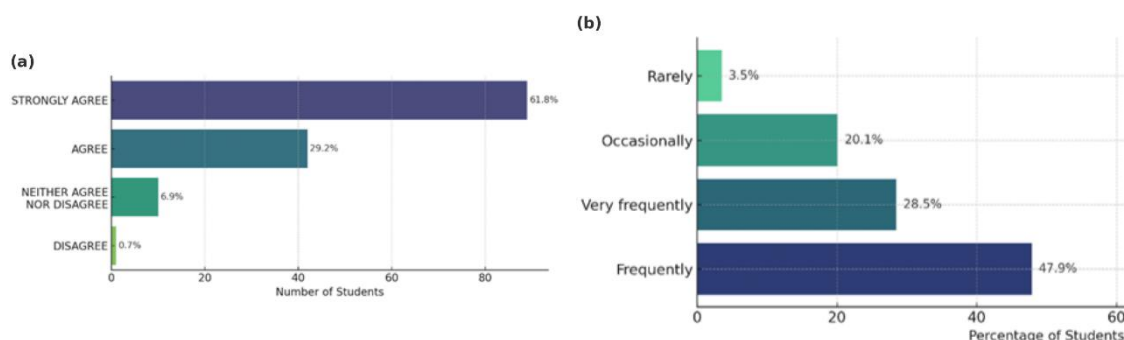 (a)
STRONGLY AGREE
61.8%
AGREE
29.2%
NEITHER AGREE
NOR DISAGREE
6.9%
DISAGREE
0.7%
0 20 40 60 80
Number of Students
(b)
Rarely
3.5%
Occasionally
20.1%
Very frequently
28.5%
Frequently
47.9%
0 20 40 60
Percentage of Students